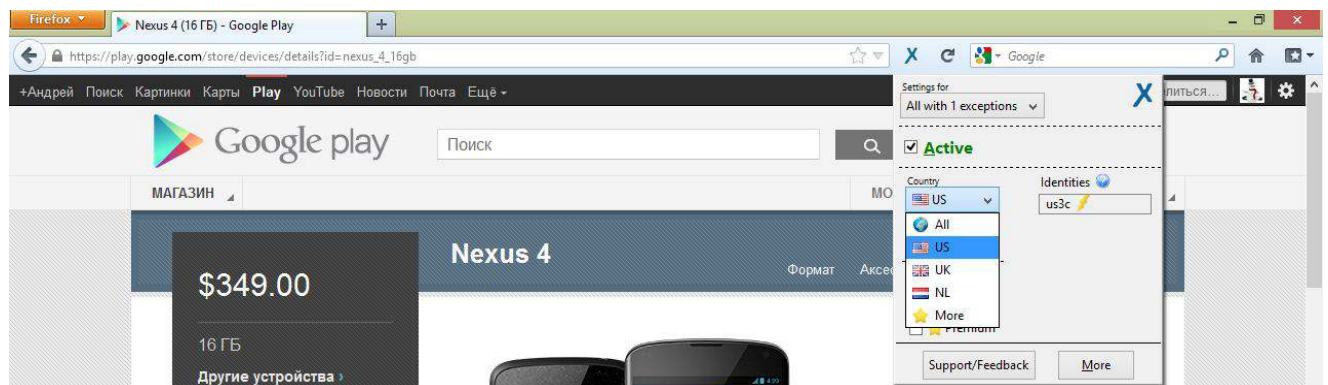 Firefox
Nexus 4 (16 ГБ) - Google Play
https://play.google.com/store/devices/details?id=nexus_4_16gb
Google
+Андрей Поиск Картинки Карты Play YouTube Новости Почта Ещё
литься...
Google play
Поиск
МАГАЗИН
МО
Nexus 4
Формат Аксес
$349.00
16 ГБ
Другие устройства ›
Settings for
All with 1 exceptions
X
Active
Country
Identities
US
us3c
All
US
UK
NL
More
Premium
Support/Feedback
More